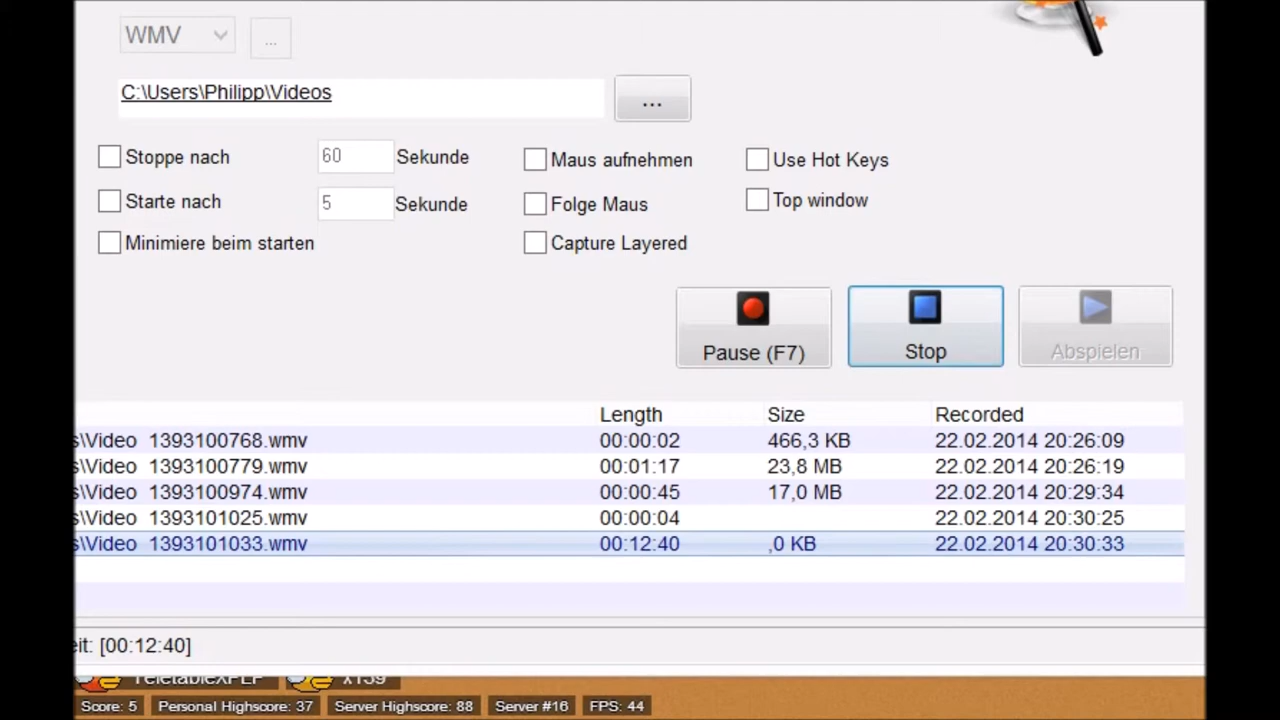 WMV
...
C:\Users\Philipp\Videos
...
Stoppe nach 60 Sekunde Maus aufnehmen Use Hot Keys
Starte nach 5 Sekunde Folge Maus Top window
Minimiere beim starten Capture Layered
Pause (F7) Stop Abspielen
Length Size Recorded
s\Video 1393100768.wmv 00:00:02 466,3 KB 22.02.2014 20:26:09
s\Video 1393100779.wmv 00:01:17 23,8 MB 22.02.2014 20:26:19
s\Video 1393100974.wmv 00:00:45 17,0 MB 22.02.2014 20:29:34
s\Video 1393101025.wmv 00:00:04 22.02.2014 20:30:25
s\Video 1393101033.wmv 00:12:40 ,0 KB 22.02.2014 20:30:33
eit: [00:12:40]
Score: 5 Personal Highscore: 37 Server Highscore: 88 Server #16 FPS: 44